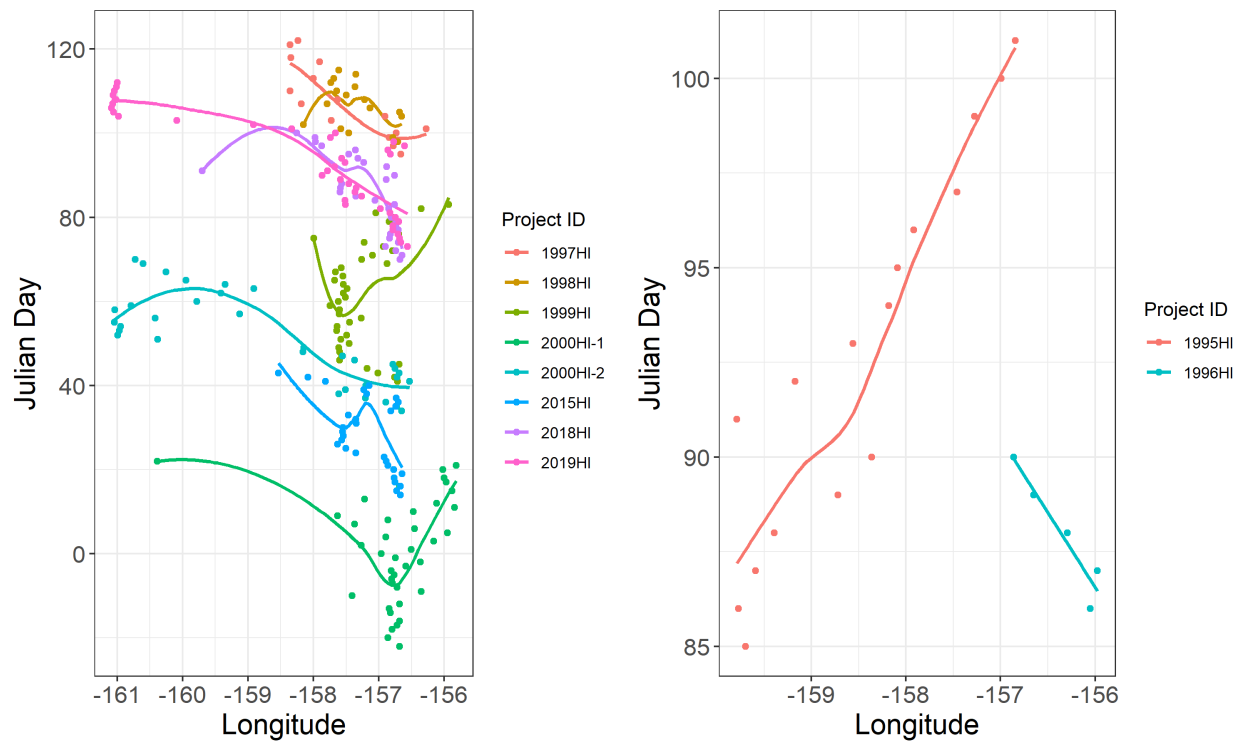 120
80
40
0
Julian Day
-161 -160 -159 -158 -157 -156
Longitude
Project ID
1997HI
1998HI
1999HI
2000HI-1
2000HI-2
2015HI
2018HI
2019HI
100
95
90
85
Julian Day
-159 -158 -157 -156
Longitude
Project ID
1995HI
1996HI